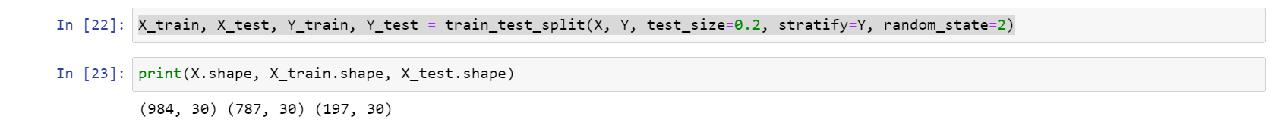 In [22]: X_train, X_test, Y_train, Y_test = train_test_split(X, Y, test_size=0.2, stratify=Y, random_state=2)
In [23]: print(X.shape, X_train.shape, X_test.shape)
(984, 30) (787, 30) (197, 30)